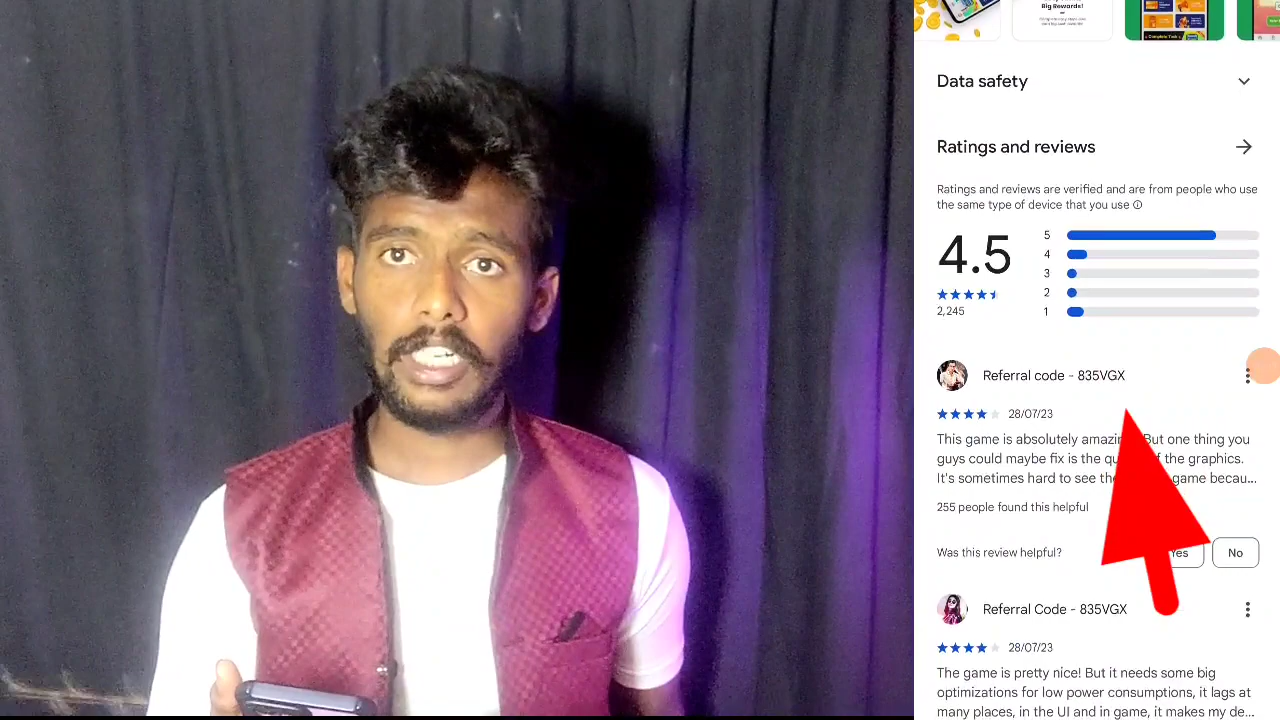 Big Rewards!
Complete Task
Data safety
Ratings and reviews
Ratings and reviews are verified and are from people who use
the same type of device that you use
4.5
5
4
3
2
1
2,245
Referral code - 835VGX
28/07/23
This game is absolutely But one thing you
guys could maybe fix is the of the graphics.
It's sometimes hard to see game becau...
255 people found this helpful
Was this review helpful?
No
Referral Code - 835VGX
28/07/23
The game is pretty nice! But it needs some big
optimizations for low power consumptions, it lags at
many places, in the UI and in game, it makes my de...